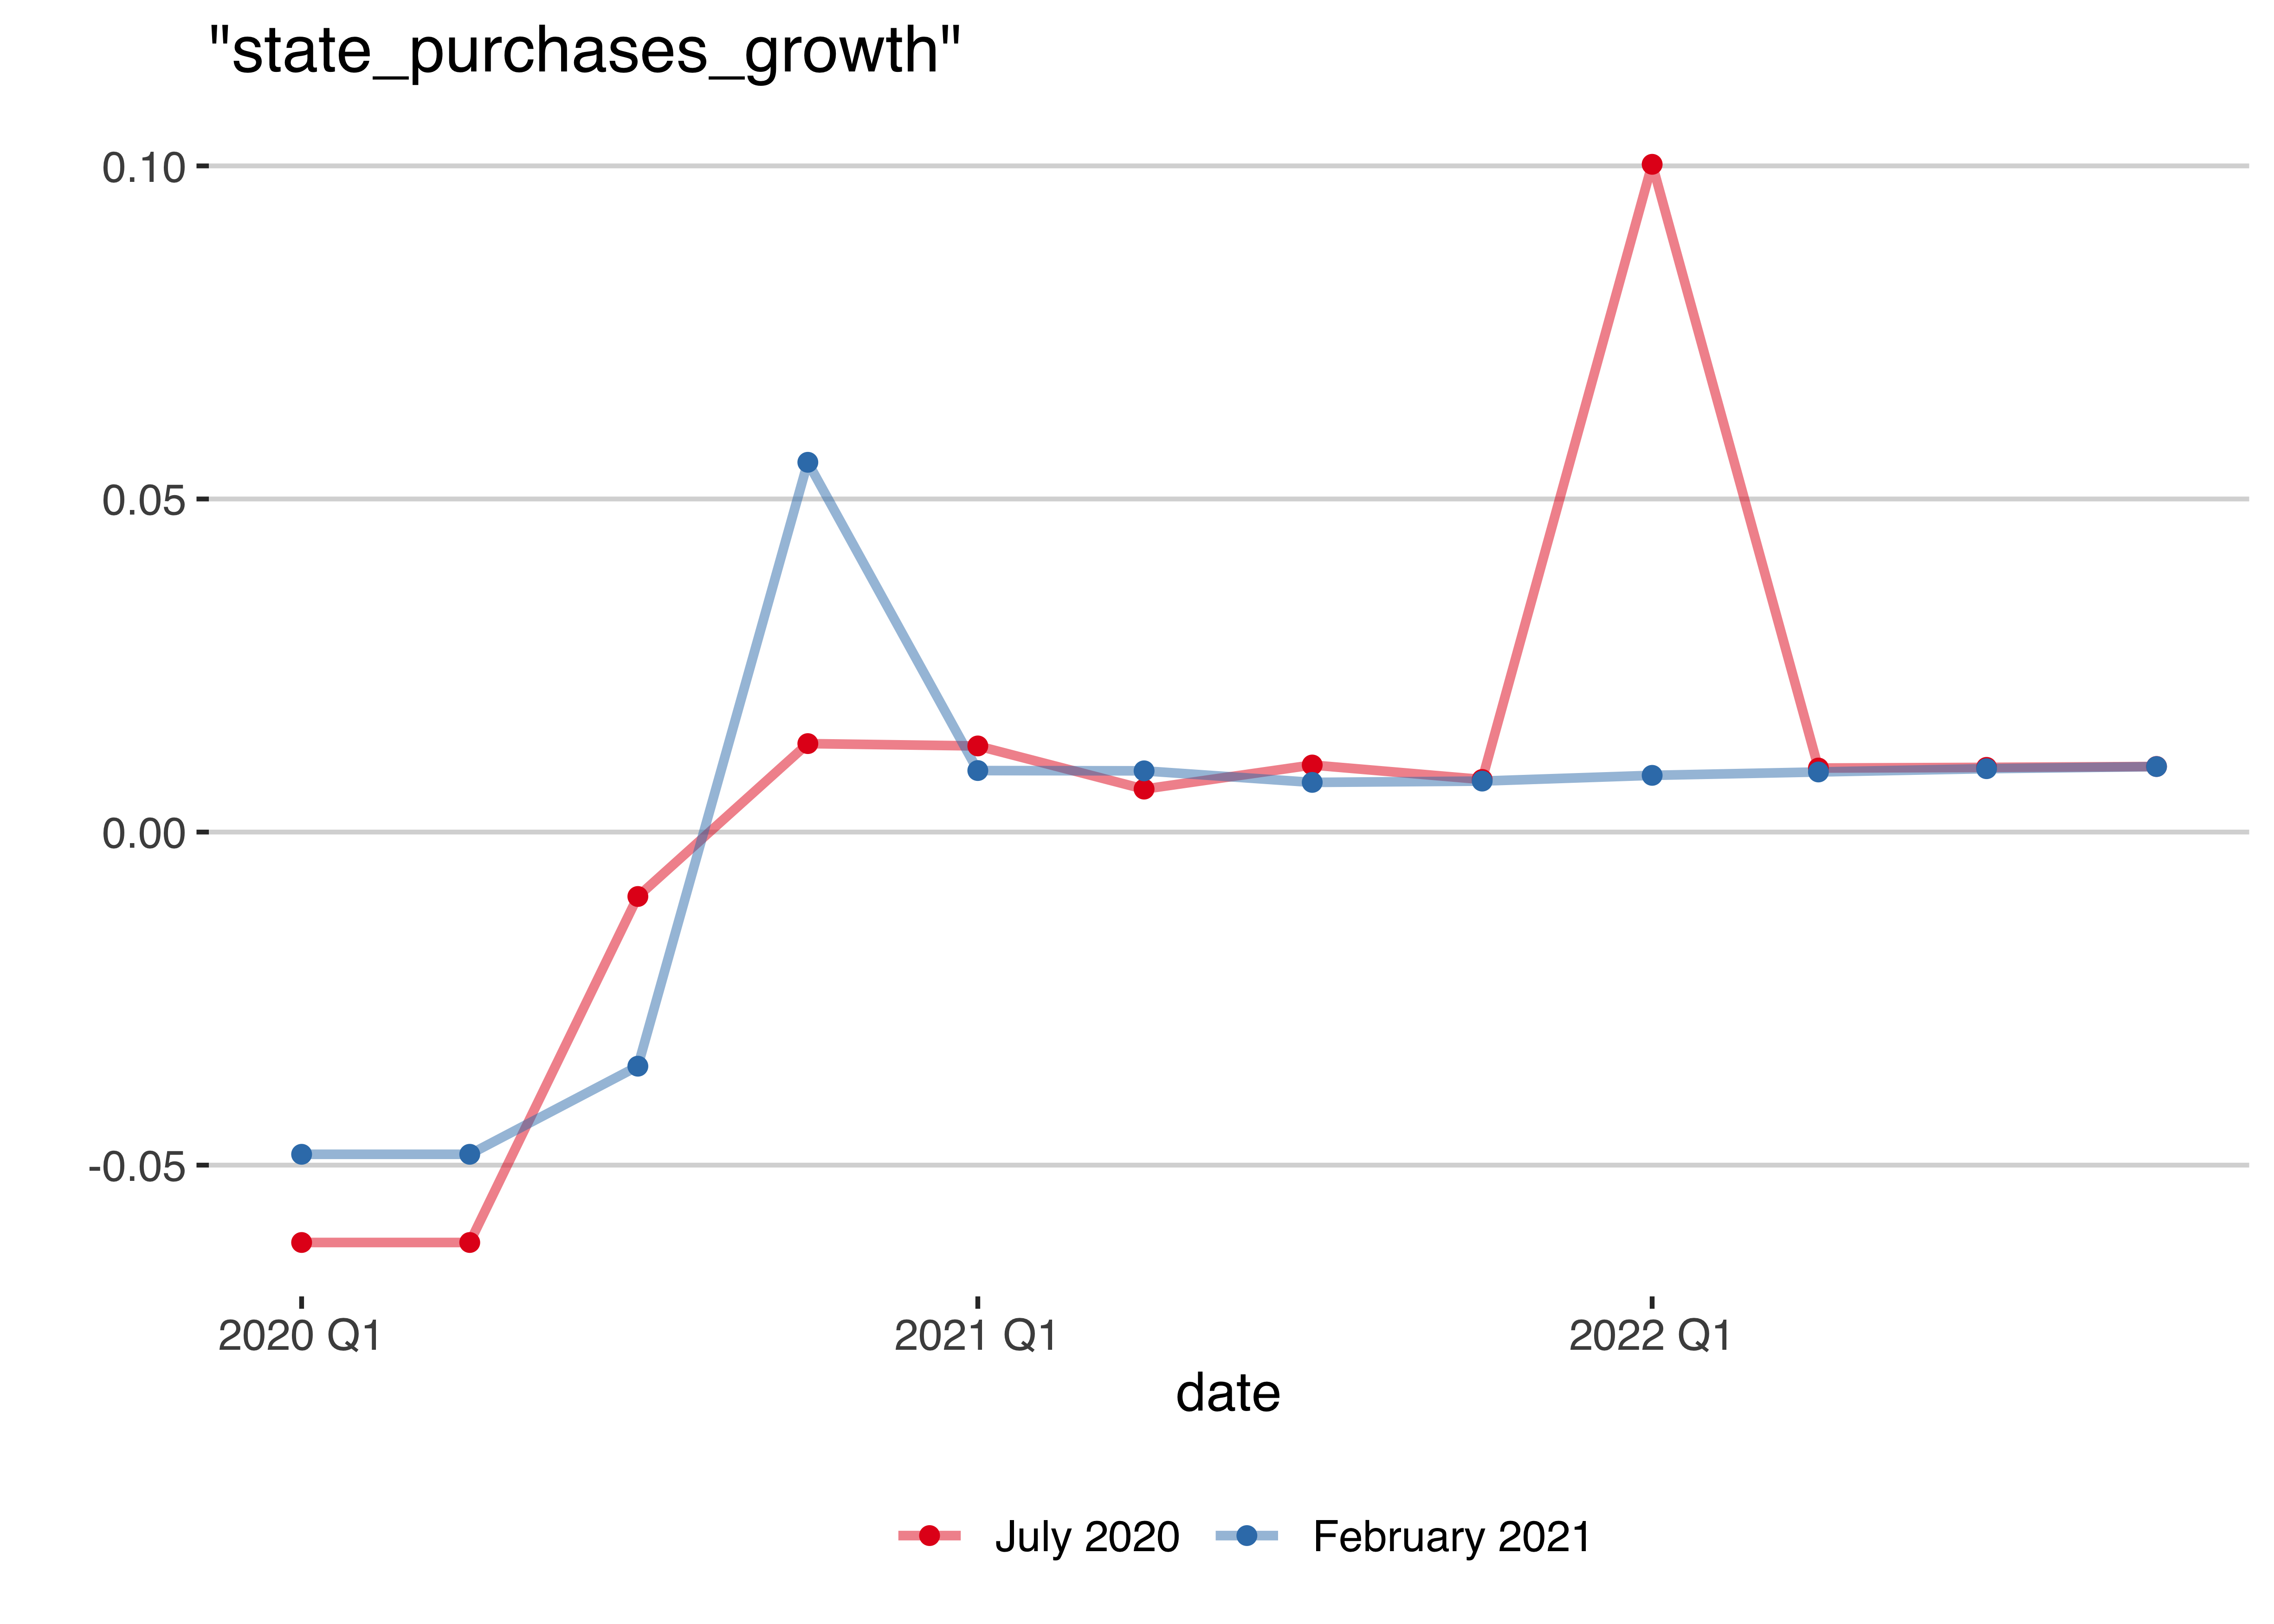 "state_purchases_growth"
0.10
0.05
0.00
-0.05
2020 Q1 2021 Q1 2022 Q1
date
July 2020 February 2021